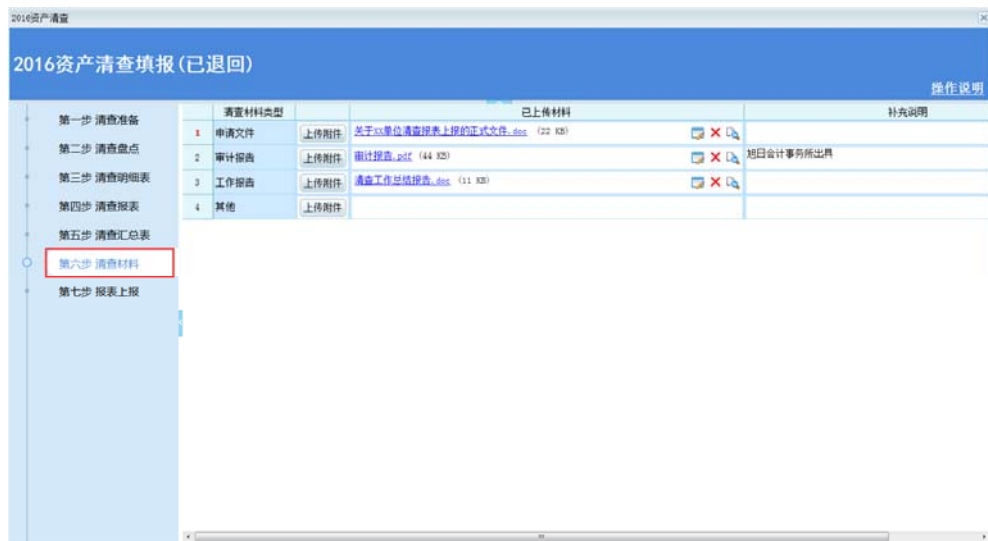 2016资产清查
2016资产清查填报(已退回)
操作说明
第一步 清查准备
第二步 清查盘点
第三步 清查明细表
第四步 清查报表
第五步 清查汇总表
第六步 清查材料
第七步 报表上报
清查材料类型 已上传材料 补充说明
1 申请文件 上传附件 关于XX单位清查报表上报的正式文件.doc (22 KB)
2 审计报告 上传附件 审计报告.pdf (44 KB) 旭日会计事务所出具
3 工作报告 上传附件 清查工作总结报告.doc (11 KB)
4 其他 上传附件